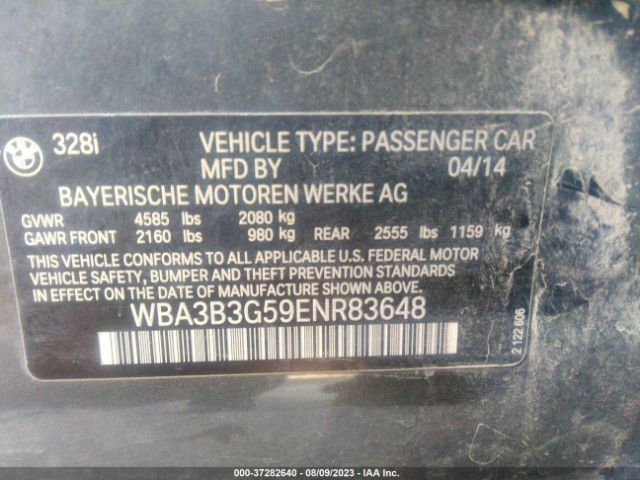 328i VEHICLE TYPE: PASSENGER CAR
MFD BY 04/14
BAYERISCHE MOTOREN WERKE AG
GVWR 4585 lbs 2080 kg
GAWR FRONT 2160 lbs 980 kg REAR 2555 lbs 1159 kg
THIS VEHICLE CONFORMS TO ALL APPLICABLE U.S. FEDERAL MOTOR
VEHICLE SAFETY, BUMPER AND THEFT PREVENTION STANDARDS
IN EFFECT ON THE DATE OF MANUFACTURE SHOWN ABOVE.
WBA3B3G59ENR83648
2 122 606
000-37282640 - 08/09/2023 - IAA Inc.